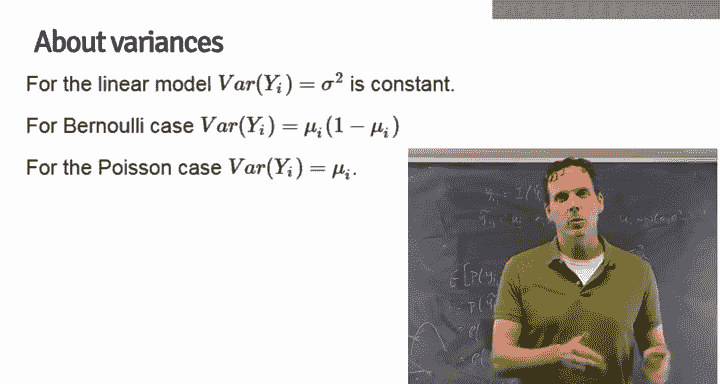 About variances
For the linear model Var(Yᵢ) = σ² is constant.
For Bernoulli case Var(Yᵢ) = μᵢ(1 − μᵢ)
For the Poisson case Var(Yᵢ) = μᵢ.